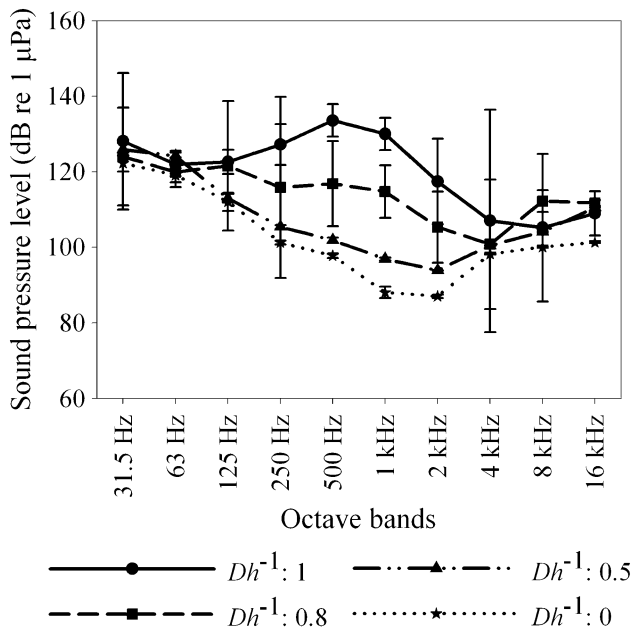 160
140
120
100
80
60
Sound pressure level (dB re 1 µPa)
31.5 Hz
63 Hz
125 Hz
250 Hz
500 Hz
1 kHz
2 kHz
4 kHz
8 kHz
16 kHz
Octave bands
Dh⁻¹: 1
Dh⁻¹: 0.5
Dh⁻¹: 0.8
Dh⁻¹: 0